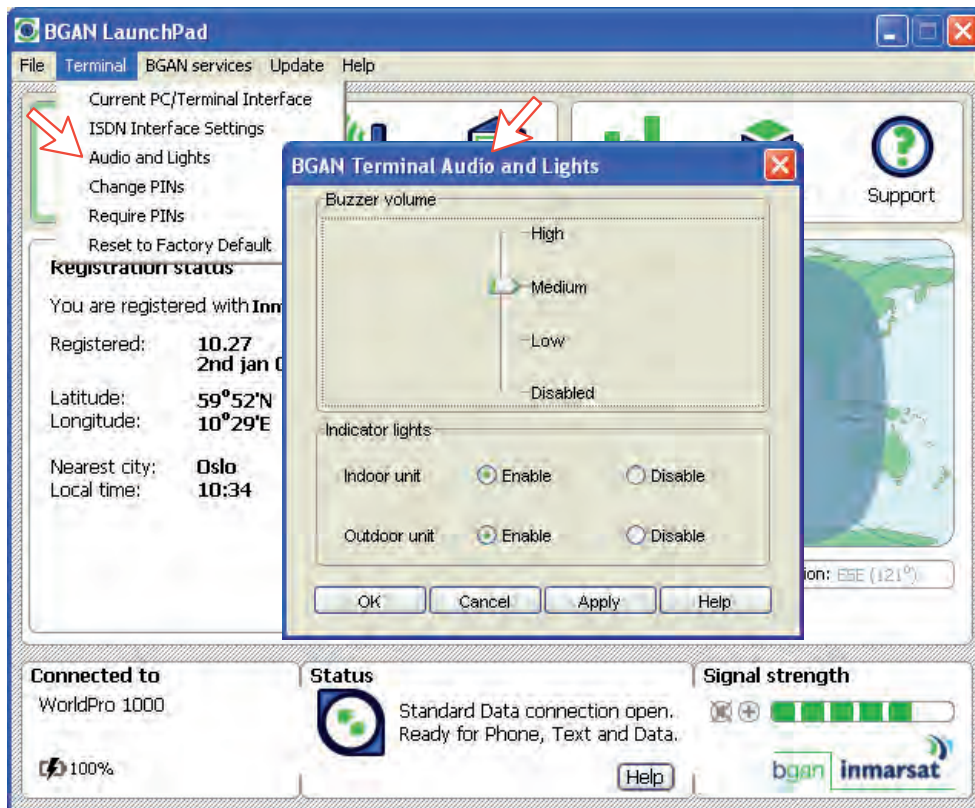 BGAN LaunchPad
File Terminal BGAN services Update Help
Current PC/Terminal Interface
ISDN Interface Settings
Audio and Lights
Change PINs
Require PINs
Reset to Factory Default
Support
BGAN Terminal Audio and Lights
Buzzer volume
High
Medium
Low
Disabled
Indicator lights
Indoor unit Enable Disable
Outdoor unit Enable Disable
OK Cancel Apply Help
Registration status
You are registered with
Registered: 10.27
2nd jan
Latitude: 59°52'N
Longitude: 10°29'E
Nearest city: Oslo
Local time: 10:34
ESE (121°)
Connected to
WorldPro 1000
100%
Status
Standard Data connection open.
Ready for Phone, Text and Data.
Help
Signal strength
bgan inmarsat